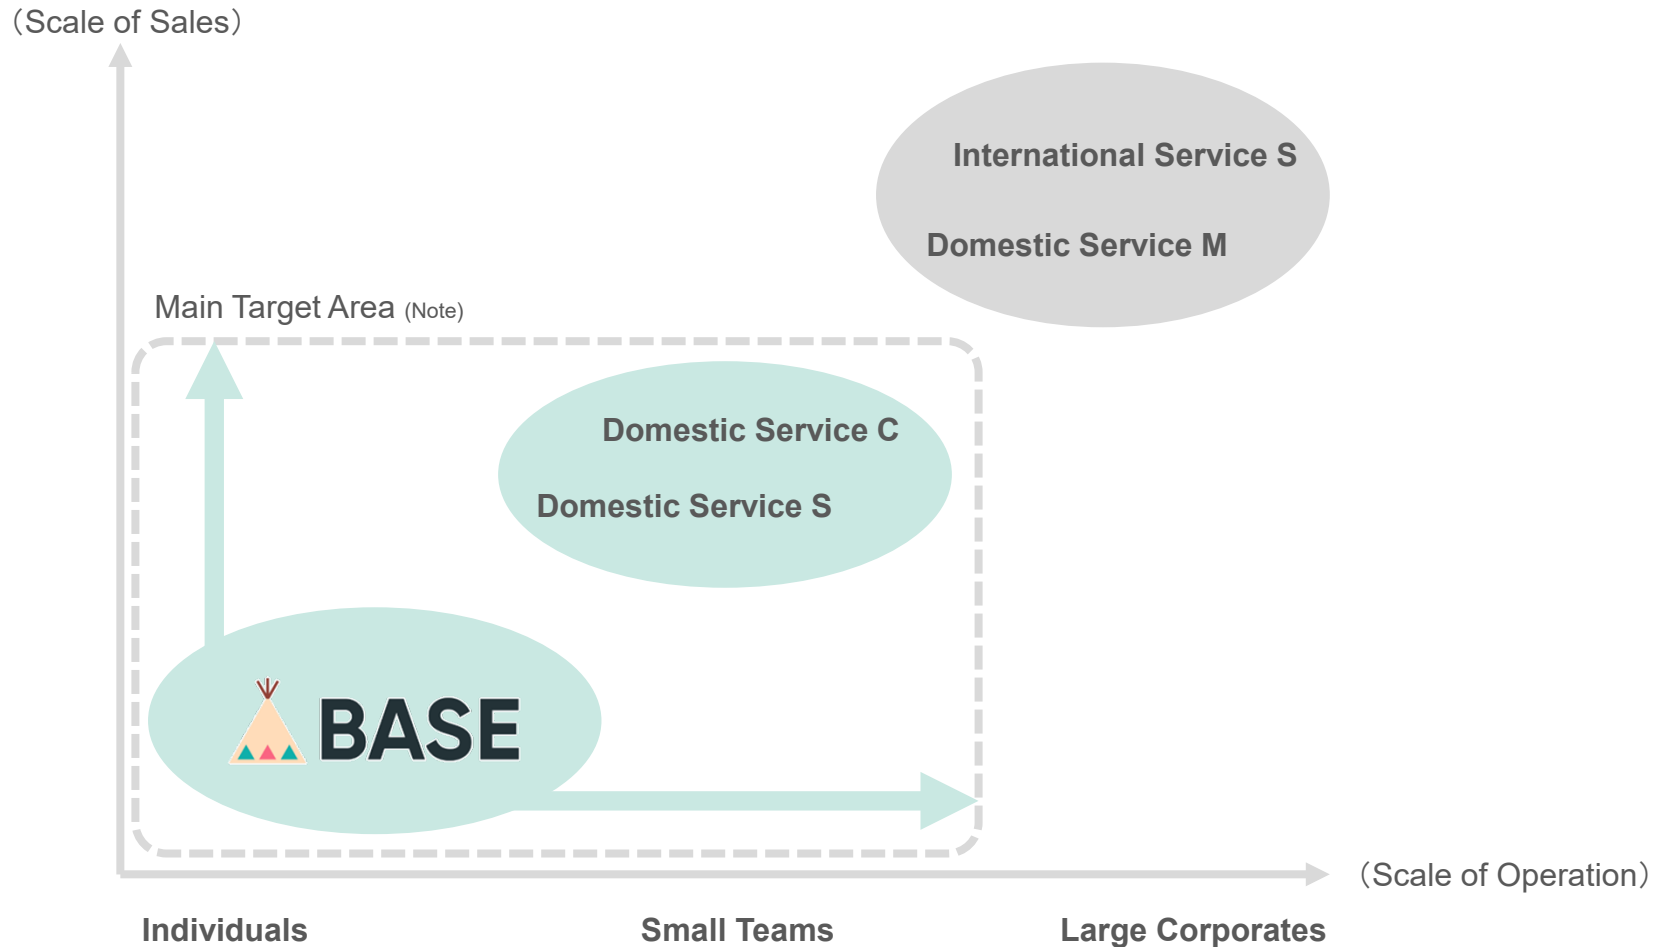 （Scale of Sales）
International Service S
Domestic Service M
Main Target Area (Note)
Domestic Service C
Domestic Service S
BASE
（Scale of Operation）
Individuals
Small Teams
Large Corporates